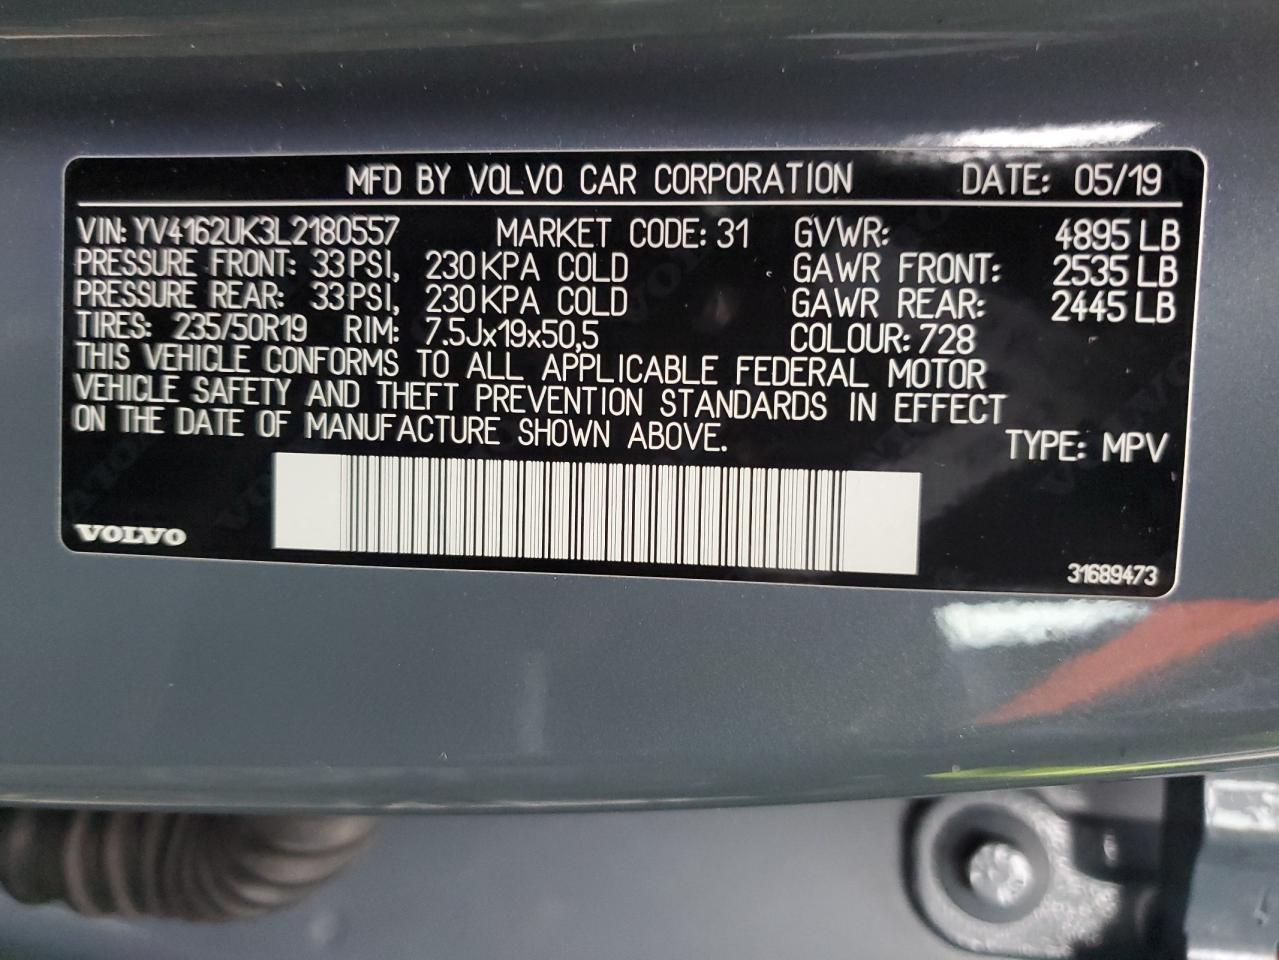 MFD BY VOLVO CAR CORPORATION DATE: 05/19
VIN: YV4162UK3L2180557 MARKET CODE: 31 GVWR: 4895 LB
PRESSURE FRONT: 33 PSI, 230 KPA COLD GAWR FRONT: 2535 LB
PRESSURE REAR: 33 PSI, 230 KPA COLD GAWR REAR: 2445 LB
TIRES: 235/50R19 RIM: 7.5Jx19x50,5 COLOUR: 728
THIS VEHICLE CONFORMS TO ALL APPLICABLE FEDERAL MOTOR
VEHICLE SAFETY AND THEFT PREVENTION STANDARDS IN EFFECT
ON THE DATE OF MANUFACTURE SHOWN ABOVE. TYPE: MPV
VOLVO
31689473